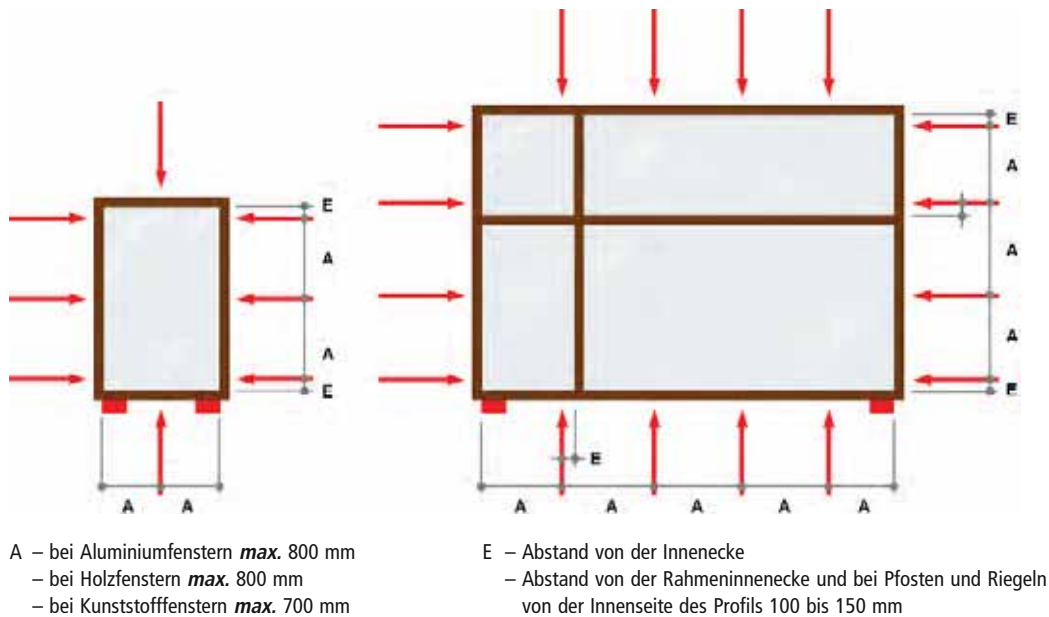 E
A
A
E
A A
E
A
A
A
E
E
A A A A A
A – bei Aluminiumfenstern max. 800 mm
– bei Holzfenstern max. 800 mm
– bei Kunststofffenstern max. 700 mm
E – Abstand von der Innenecke
– Abstand von der Rahmeninnenecke und bei Pfosten und Riegeln
von der Innenseite des Profils 100 bis 150 mm